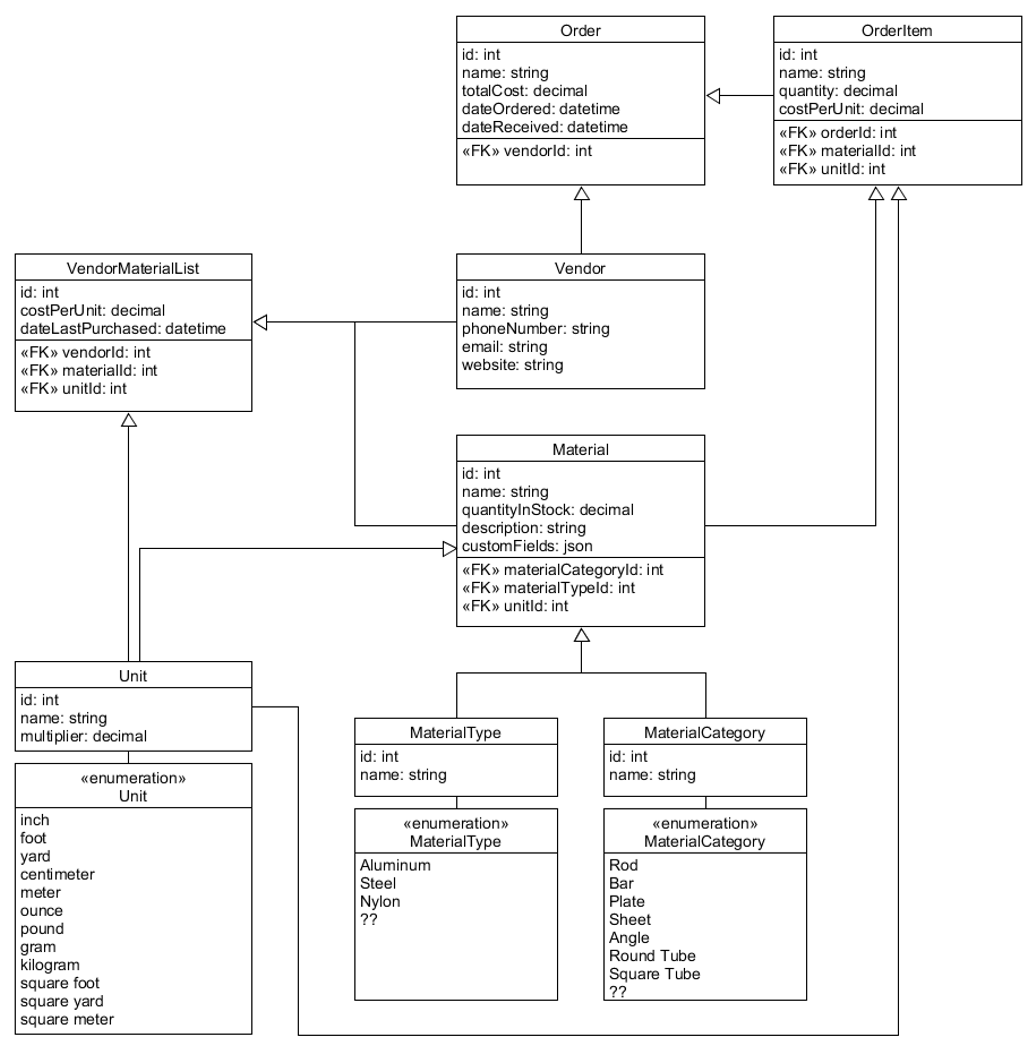 Order
id: int
name: string
totalCost: decimal
dateOrdered: datetime
dateReceived: datetime
«FK» vendorId: int
OrderItem
id: int
name: string
quantity: decimal
costPerUnit: decimal
«FK» orderId: int
«FK» materialId: int
«FK» unitId: int
VendorMaterialList
id: int
costPerUnit: decimal
dateLastPurchased: datetime
«FK» vendorId: int
«FK» materialId: int
«FK» unitId: int
Vendor
id: int
name: string
phoneNumber: string
email: string
website: string
Material
id: int
name: string
quantityInStock: decimal
description: string
customFields: json
«FK» materialCategoryId: int
«FK» materialTypeId: int
«FK» unitId: int
Unit
id: int
name: string
multiplier: decimal
«enumeration»
Unit
inch
foot
yard
centimeter
meter
ounce
pound
gram
kilogram
square foot
square yard
square meter
MaterialType
id: int
name: string
«enumeration»
MaterialType
Aluminum
Steel
Nylon
??
MaterialCategory
id: int
name: string
«enumeration»
MaterialCategory
Rod
Bar
Plate
Sheet
Angle
Round Tube
Square Tube
??